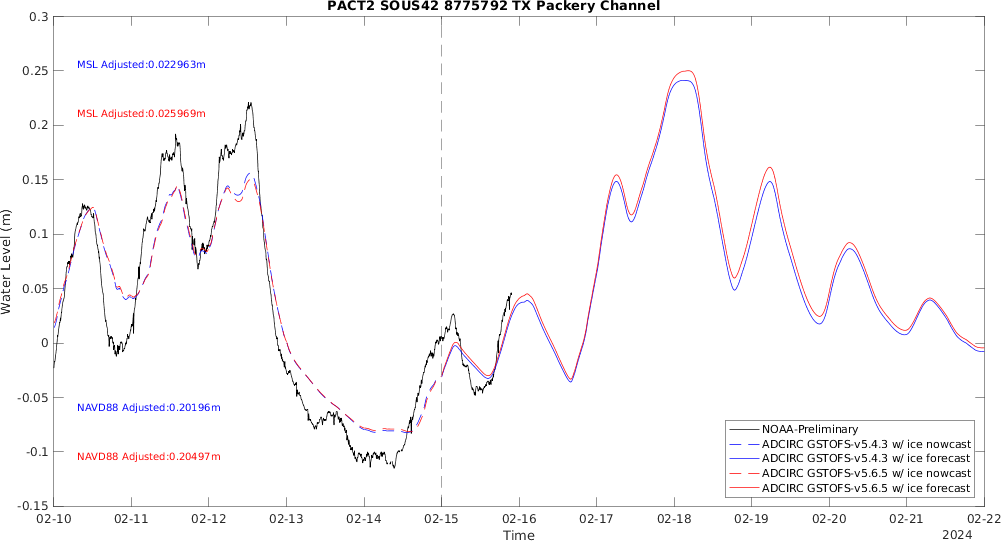 PACT2 SOUS42 8775792 TX Packery Channel
0.3
0.25
0.2
0.15
0.1
0.05
0
-0.05
-0.1
-0.15
Water Level (m)
MSL Adjusted:0.022963m
MSL Adjusted:0.025969m
NAVD88 Adjusted:0.20196m
NAVD88 Adjusted:0.20497m
NOAA-Preliminary
ADCIRC GSTOFS-v5.4.3 w/ ice nowcast
ADCIRC GSTOFS-v5.4.3 w/ ice forecast
ADCIRC GSTOFS-v5.6.5 w/ ice nowcast
ADCIRC GSTOFS-v5.6.5 w/ ice forecast
02-10 02-11 02-12 02-13 02-14 02-15 02-16 02-17 02-18 02-19 02-20 02-21 02-22
Time
2024